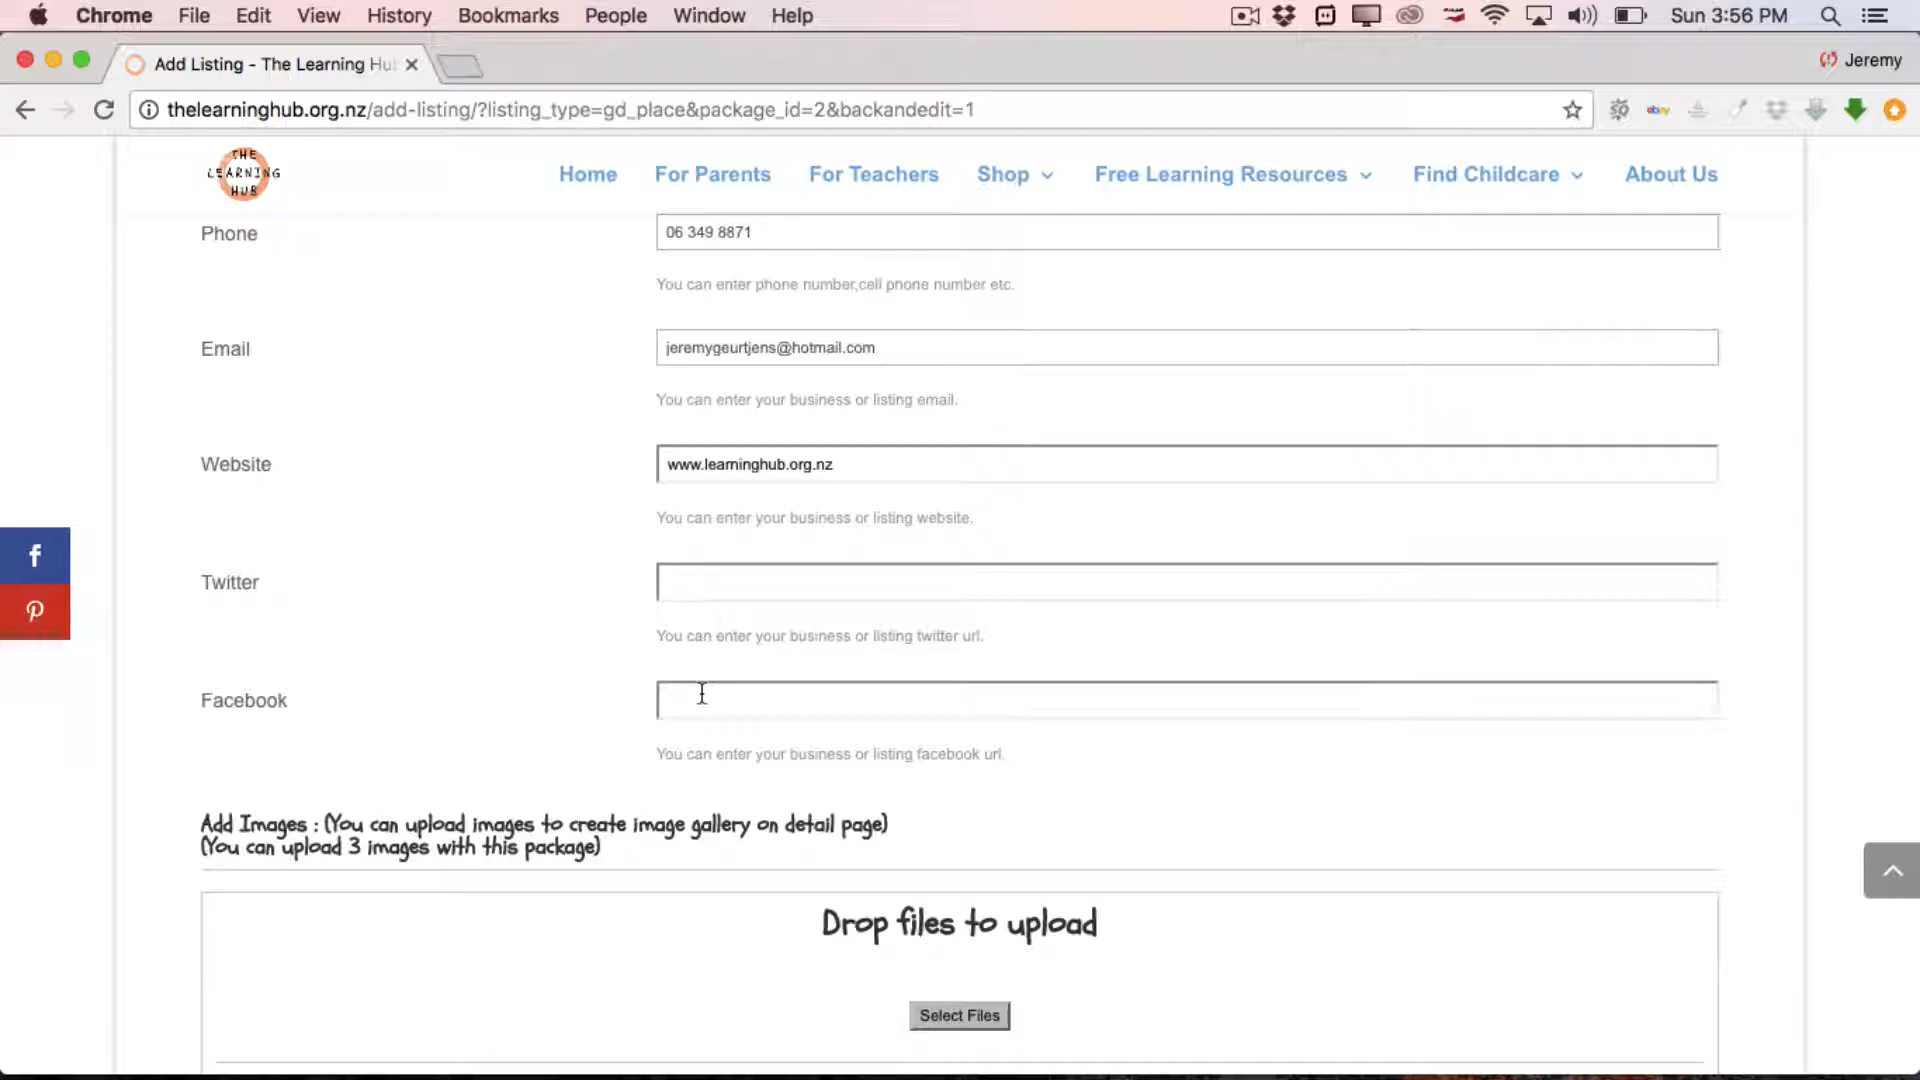 Chrome File Edit View History Bookmarks People Window Help Sun 3:56 PM
Add Listing - The Learning Hu
Jeremy
thelearninghub.org.nz/add-listing/?listing_type=gd_place&package_id=2&backandedit=1
ebay
THE
LEARNING
HUB
Home For Parents For Teachers Shop Free Learning Resources Find Childcare About Us
Phone
06 349 8871
You can enter phone number,cell phone number etc.
Email
jeremygeurtjens@hotmail.com
You can enter your business or listing email.
Website
www.learninghub.org.nz
You can enter your business or listing website.
Twitter
You can enter your business or listing twitter url.
Facebook
You can enter your business or listing facebook url.
Add Images : (You can upload images to create image gallery on detail page)
(You can upload 3 images with this package)
Drop files to upload
Select Files